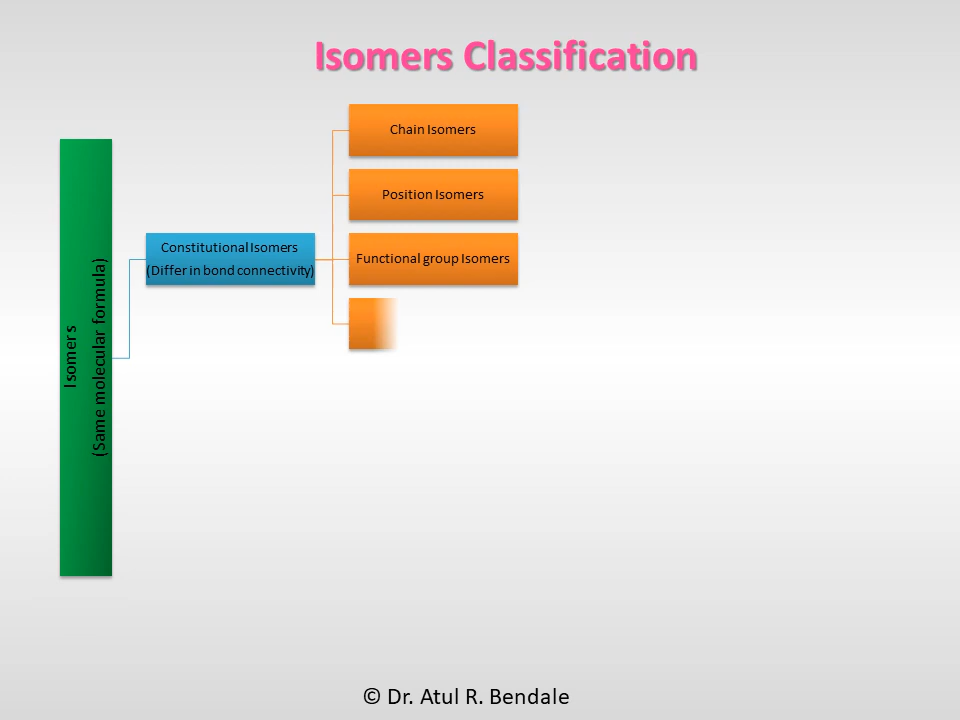 Isomers Classification
Chain Isomers
Position Isomers
Constitutional Isomers
(Differ in bond connectivity)
Functional group Isomers
Isomers
(Same molecular formula)
© Dr. Atul R. Bendale